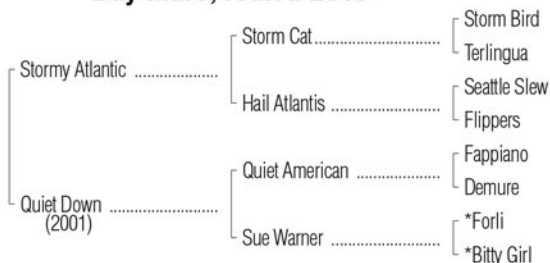 Storm Bird
Storm Cat
Terlingua
Stormy Atlantic
Seattle Slew
Hail Atlantis
Flippers
Fappiano
Quiet American
Demure
Quiet Down
(2001)
*Forli
Sue Warner
*Bitty Girl